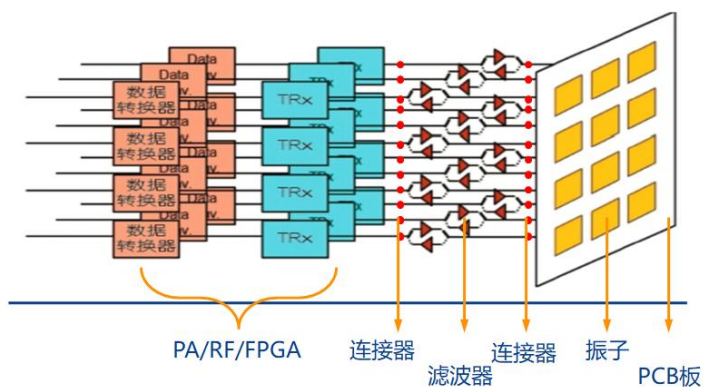 Data
Data
数据
转换器
TRx
数据
转换器
TRx
数据
转换器
TRx
数据
转换器
TRx
PA/RF/FPGA
连接器
滤波器
连接器
振子
PCB板